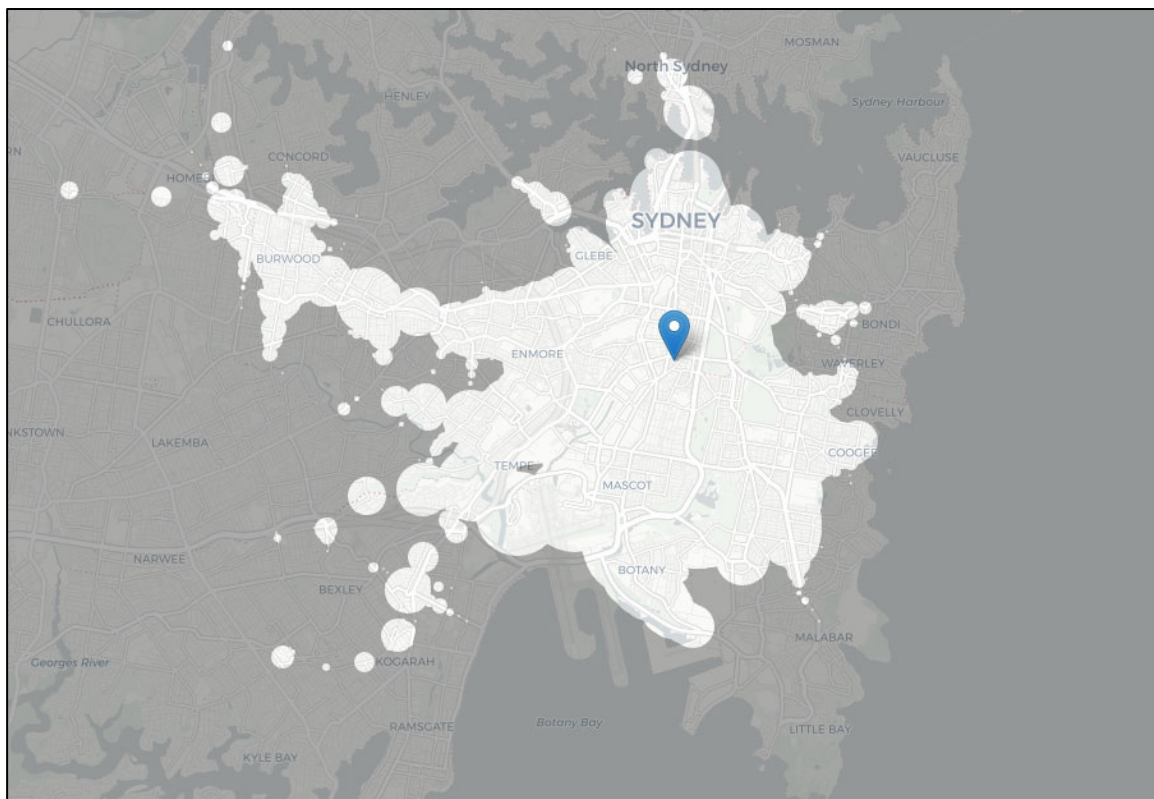 MOSMAN
North Sydney
HENLEY
Sydney Harbour
RN
CONCORD
VAUCLUSE
HOMEB
SYDNEY
GLEBE
BURWOOD
CHULLORA
BONDI
ENMORE
WAVERLEY
CLOVELLY
NKSTOWN
LAKEMBA
COOGEE
TEMPE
MASCOT
NARWEE
BOTANY
BEXLEY
MALABAR
Georges River
KOGARAH
Botany Bay
RAMSGATE
LITTLE BAY
KYLE BAY